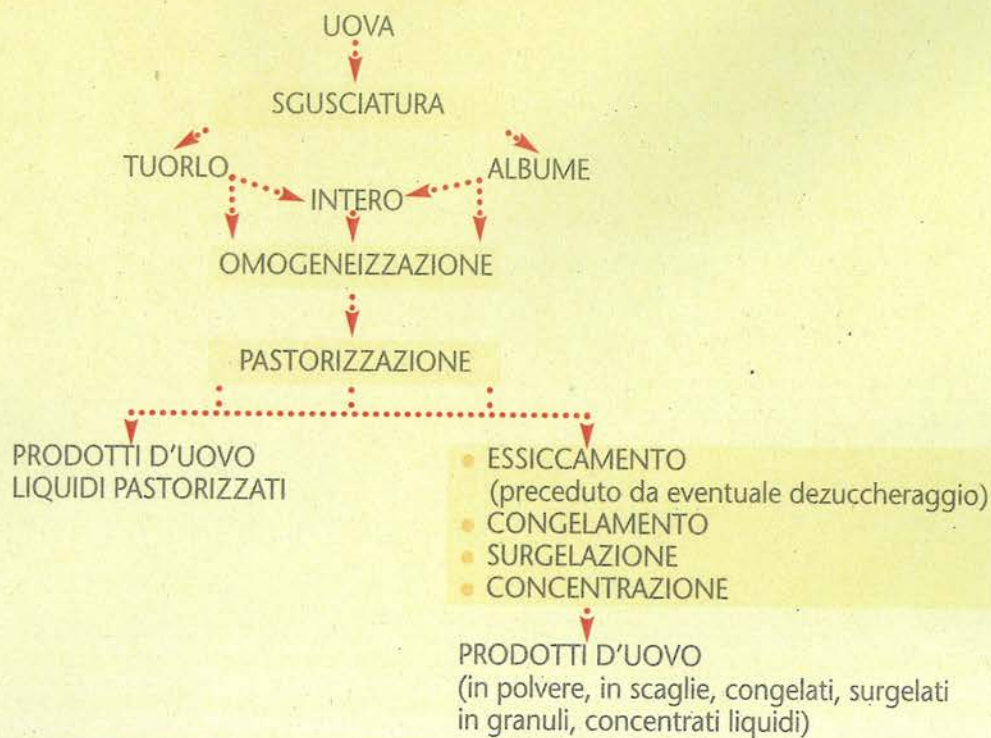 UOVA
SGUSCIATURA
TUORLO
ALBUME
INTERO
OMOGENEIZZAZIONE
PASTORIZZAZIONE
PRODOTTI D'UOVO
LIQUIDI PASTORIZZATI
• ESSICCAMENTO
(preceduto da eventuale dezuccheraggio)
• CONGELAMENTO
• SURGELAZIONE
• CONCENTRAZIONE
PRODOTTI D'UOVO
(in polvere, in scaglie, congelati, surgelati
in granuli, concentrati liquidi)